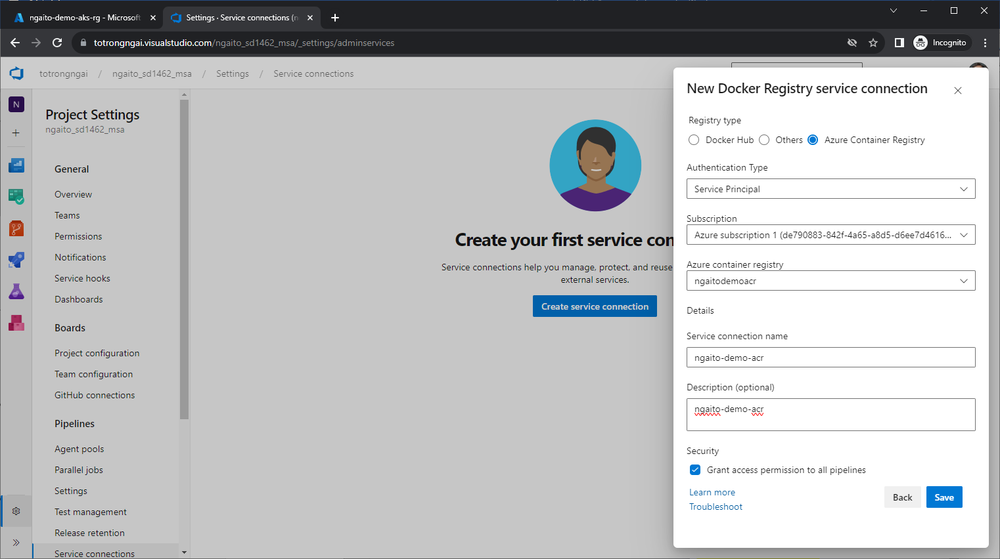 ngaito-demo-aks-rg - Microsoft
Settings · Service connections (n
totrongngai.visualstudio.com/ngaito_sd1462_msa/_settings/adminservices
Incognito
totrongngai / ngaito_sd1462_msa / Settings / Service connections
N
Project Settings
ngaito_sd1462_msa
General
Overview
Teams
Permissions
Notifications
Service hooks
Dashboards
Boards
Project configuration
Team configuration
GitHub connections
Pipelines
Agent pools
Parallel jobs
Settings
Test management
Release retention
Service connections
Create your first service con
Service connections help you manage, protect, and reuse
external services.
Create service connection
New Docker Registry service connection
Registry type
Docker Hub Others Azure Container Registry
Authentication Type
Service Principal
Subscription
Azure subscription 1 (de790883-842f-4a65-a8d5-d6ee7d4616...
Azure container registry
ngaitodemoacr
Details
Service connection name
ngaito-demo-acr
Description (optional)
ngaito-demo-acr
Security
Grant access permission to all pipelines
Learn more
Troubleshoot
Back
Save